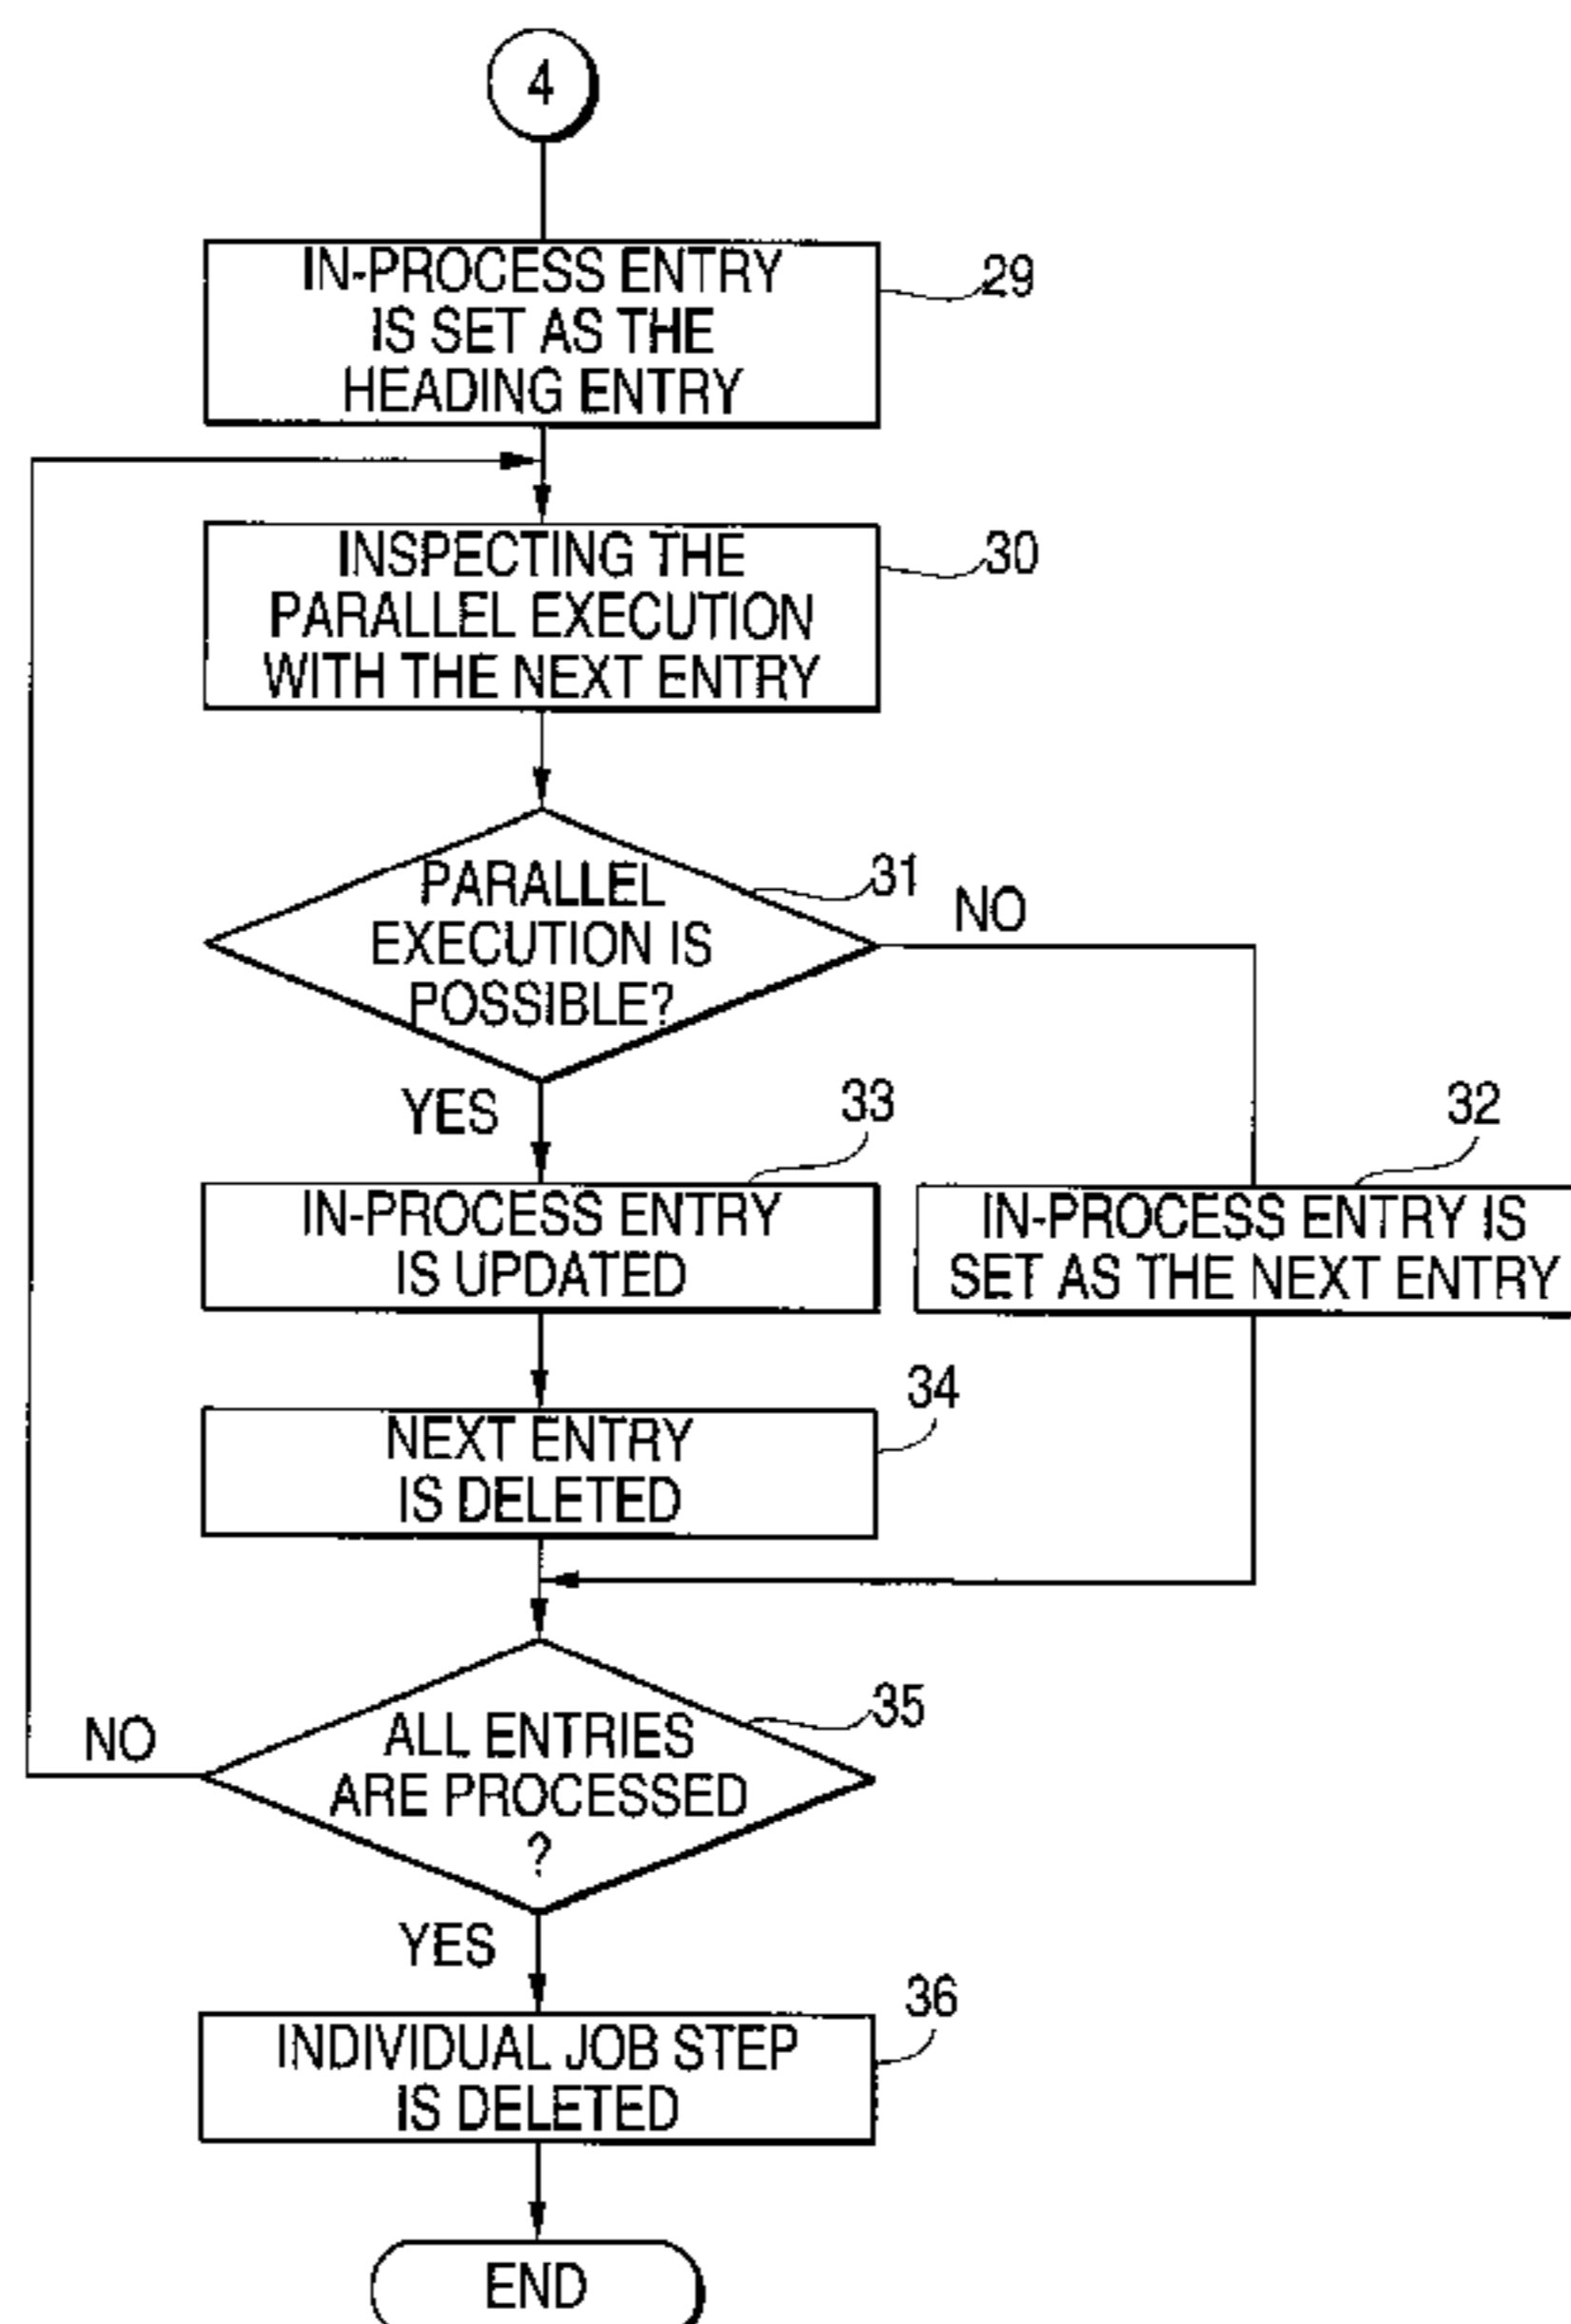 4
IN-PROCESS ENTRY
IS SET AS THE
HEADING ENTRY
29
INSPECTING THE
PARALLEL EXECUTION
WITH THE NEXT ENTRY
30
PARALLEL
EXECUTION IS
POSSIBLE?
31
NO
YES
33
IN-PROCESS ENTRY
IS UPDATED
32
IN-PROCESS ENTRY IS
SET AS THE NEXT ENTRY
34
NEXT ENTRY
IS DELETED
35
ALL ENTRIES
ARE PROCESSED
?
NO
YES
36
INDIVIDUAL JOB STEP
IS DELETED
END